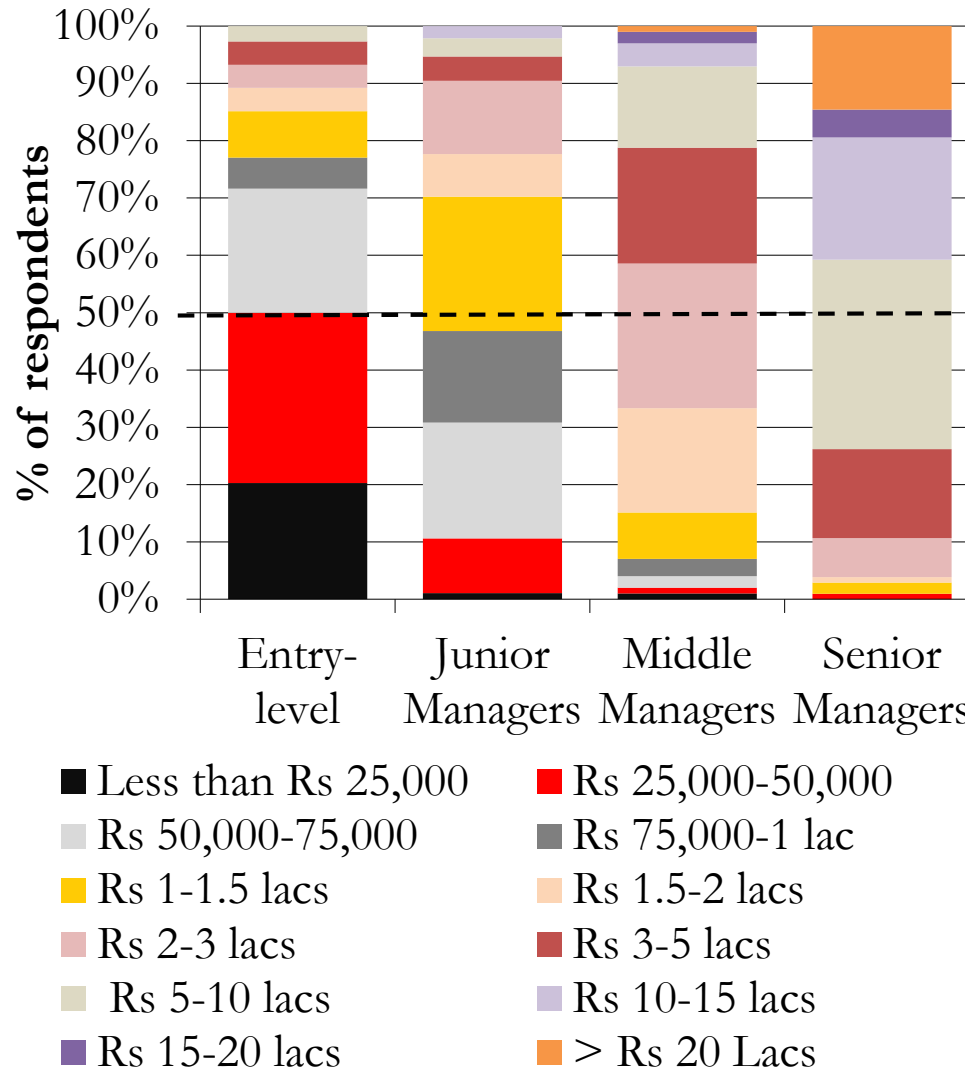 100%
90%
80%
70%
60%
50%
40%
30%
20%
10%
0%
% of respondents
Entry-
level
Junior
Managers
Middle
Managers
Senior
Managers
Less than Rs 25,000
Rs 25,000-50,000
Rs 50,000-75,000
Rs 75,000-1 lac
Rs 1-1.5 lacs
Rs 1.5-2 lacs
Rs 2-3 lacs
Rs 3-5 lacs
Rs 5-10 lacs
Rs 10-15 lacs
Rs 15-20 lacs
> Rs 20 Lacs